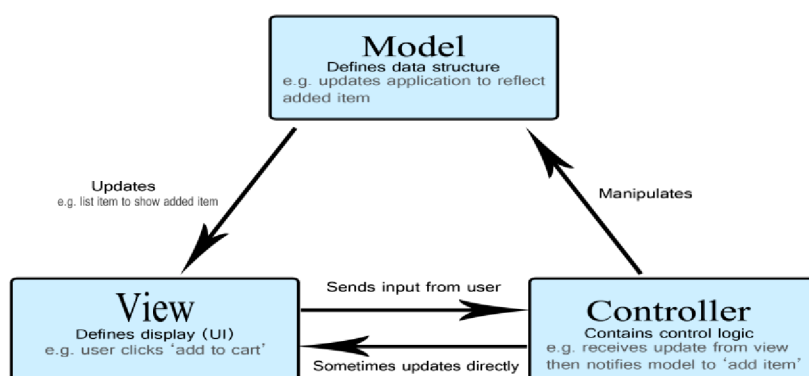 Model
Defines data structure
e.g. updates application to reflect
added item
Updates
e.g. list item to show added item
Manipulates
View
Defines display (UI)
e.g. user clicks ‘add to cart’
Sends input from user
Sometimes updates directly
Controller
Contains control logic
e.g. receives update from view
then notifies model to ‘add item’